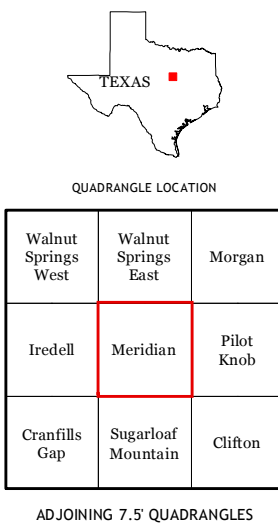 TEXAS
QUADRANGLE LOCATION
Walnut
Springs
West
Walnut
Springs
East
Morgan
Iredell
Meridian
Pilot
Knob
Cranfills
Gap
Sugarloaf
Mountain
Clifton
ADJOINING 7.5' QUADRANGLES